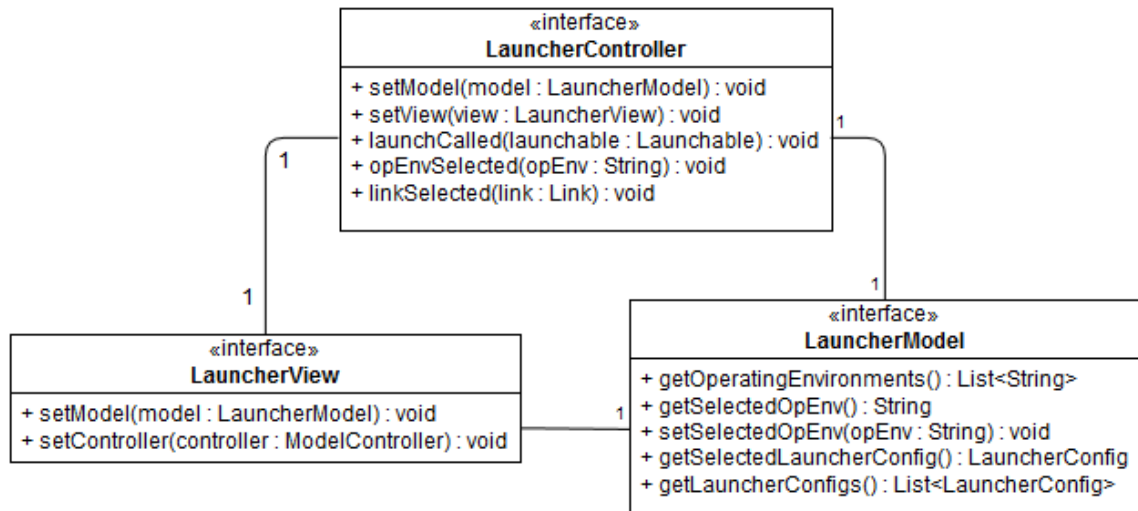 «interface»
LauncherController
+ setModel(model : LauncherModel) : void
+ setView(view : LauncherView) : void
+ launchCalled(launchable : Launchable) : void
+ opEnvSelected(opEnv : String) : void
+ linkSelected(link : Link) : void
1
1
1
1
«interface»
LauncherView
+ setModel(model : LauncherModel) : void
+ setController(controller : ModelController) : void
1
«interface»
LauncherModel
+ getOperatingEnvironments() : List<String>
+ getSelectedOpEnv() : String
+ setSelectedOpEnv(opEnv : String) : void
+ getSelectedLauncherConfig() : LauncherConfig
+ getLauncherConfigs() : List<LauncherConfig>